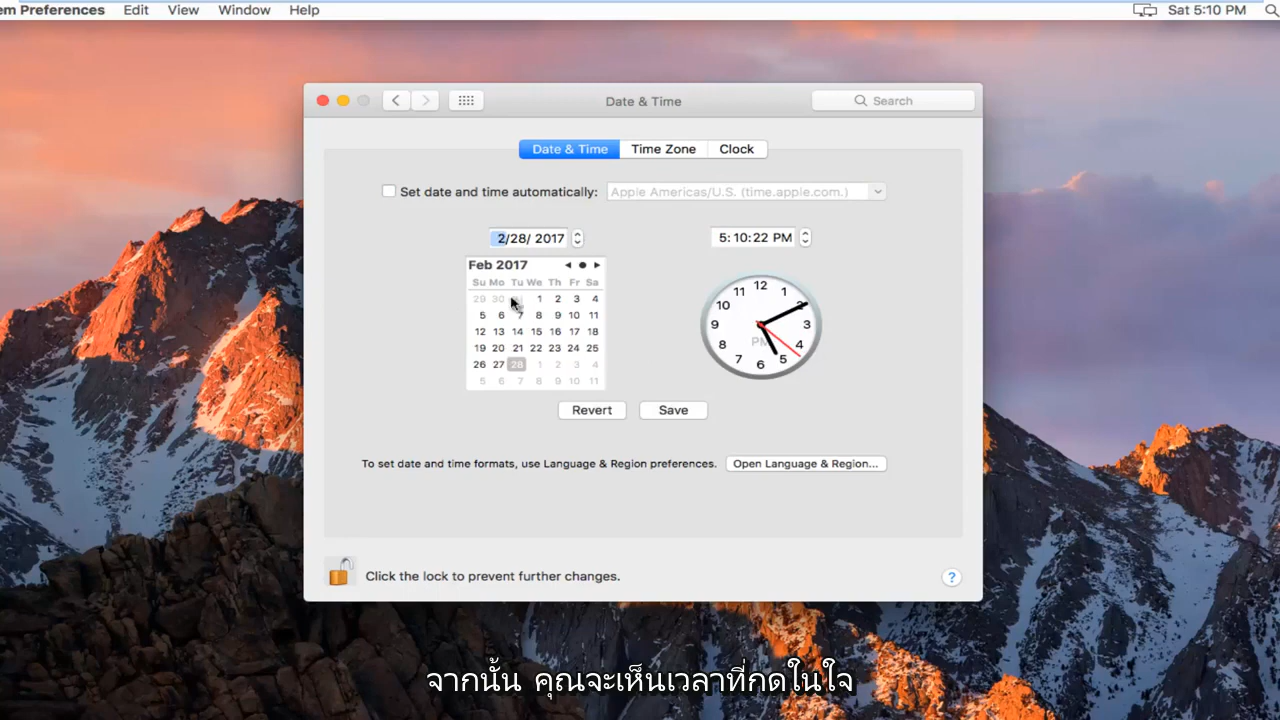 em Preferences Edit View Window Help Sat 5:10 PM
Date & Time
Search
Date & Time Time Zone Clock
Set date and time automatically: Apple Americas/U.S. (time.apple.com.)
2/28/ 2017 5:10:22 PM
Feb 2017
Su Mo Tu We Th Fr Sa
29 30 1 2 3 4
5 6 7 8 9 10 11
12 13 14 15 16 17 18
19 20 21 22 23 24 25
26 27 28 1 2 3 4
5 6 7 8 9 10 11
12 1 2 3 4 5 6 7 8 9 10 11
PM
Revert Save
To set date and time formats, use Language & Region preferences. Open Language & Region...
Click the lock to prevent further changes. ?
จากนั้น คุณจะเห็นเวลาที่กดในใจ